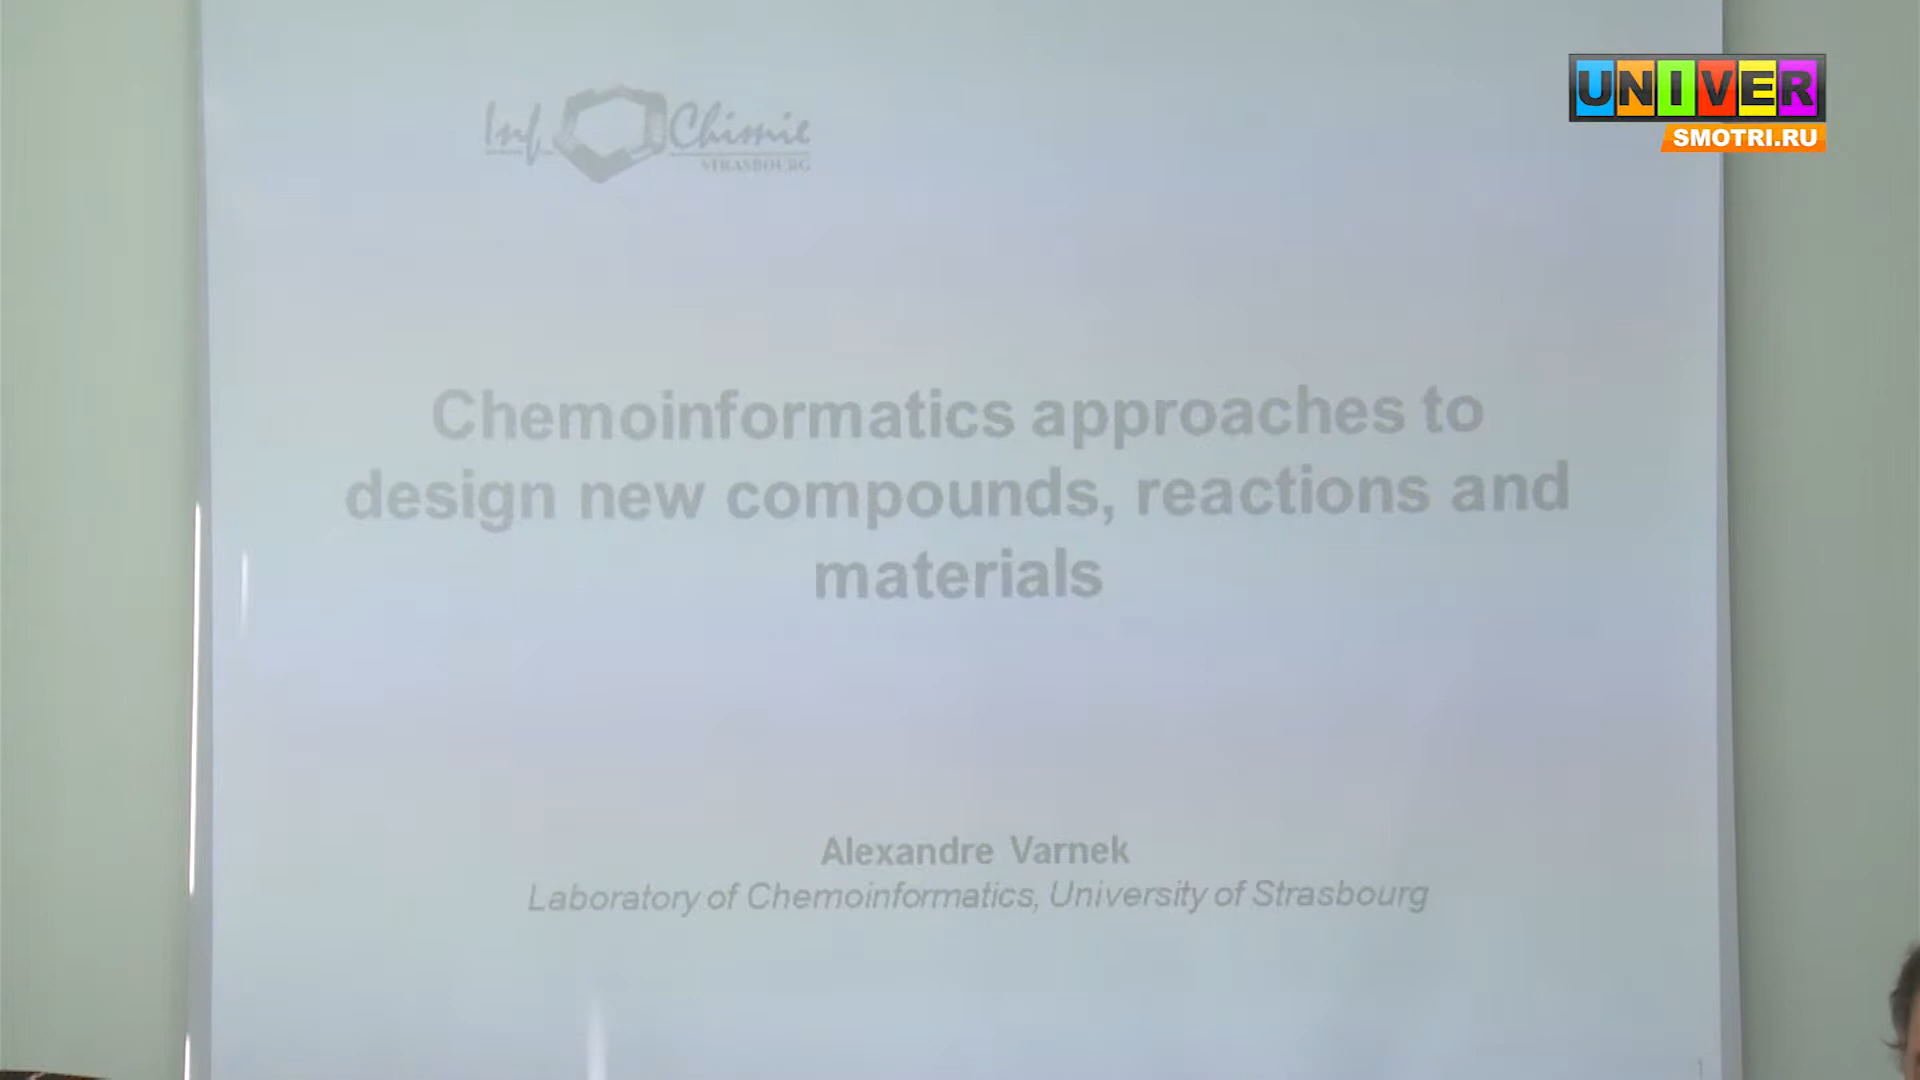 Inf Chimie
STRASBOURG
UNIVER
SMOTRI.RU
Chemoinformatics approaches to
design new compounds, reactions and
materials
Alexandre Varnek
Laboratory of Chemoinformatics, University of Strasbourg
1